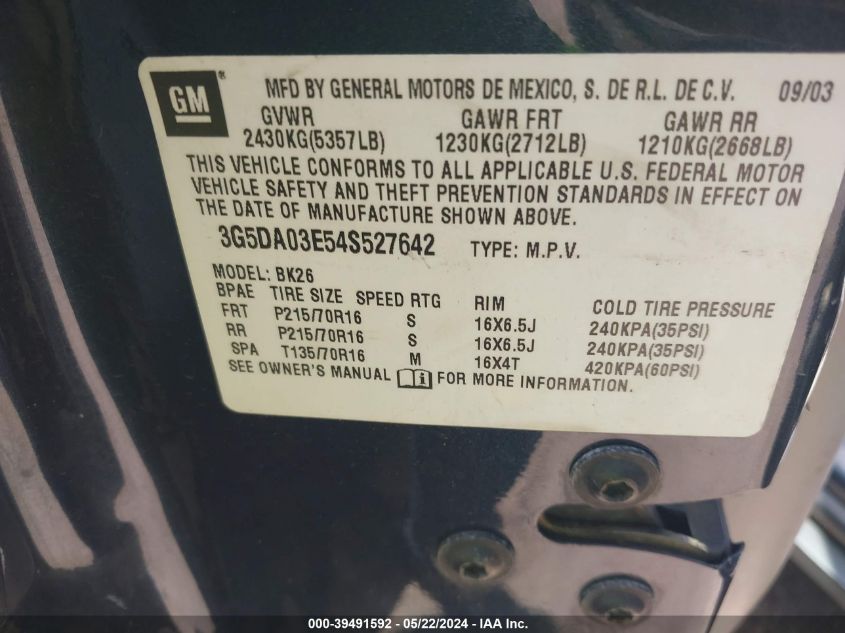 GM®
MFD BY GENERAL MOTORS DE MEXICO, S. DE R.L. DE C.V. 09/03
GVWR GAWR FRT GAWR RR
2430KG(5357LB) 1230KG(2712LB) 1210KG(2668LB)
THIS VEHICLE CONFORMS TO ALL APPLICABLE U.S. FEDERAL MOTOR
VEHICLE SAFETY AND THEFT PREVENTION STANDARDS IN EFFECT ON
THE DATE OF MANUFACTURE SHOWN ABOVE.
3G5DA03E54S527642 TYPE: M.P.V.
MODEL: BK26
BPAE TIRE SIZE SPEED RTG RIM COLD TIRE PRESSURE
FRT P215/70R16 S 16X6.5J 240KPA(35PSI)
RR P215/70R16 S 16X6.5J 240KPA(35PSI)
SPA T135/70R16 M 16X4T 420KPA(60PSI)
SEE OWNER'S MANUAL FOR MORE INFORMATION.
000-39491592 - 05/22/2024 - IAA Inc.